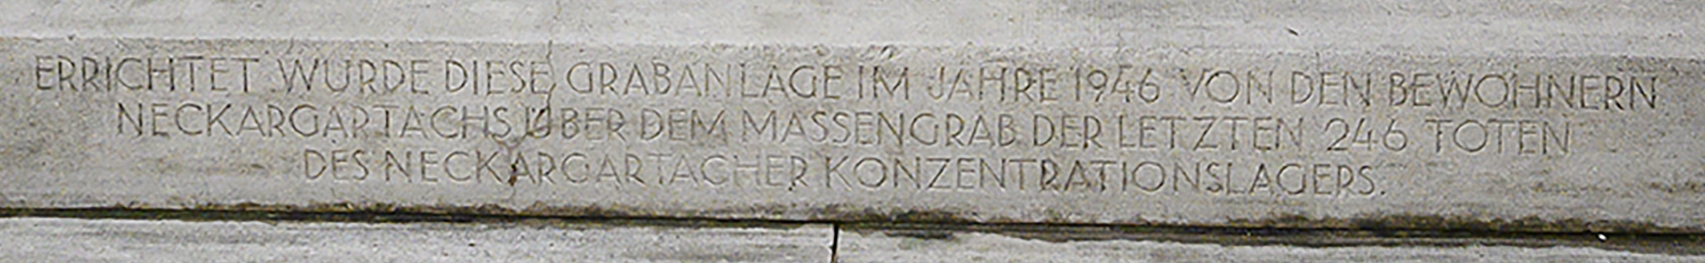 ERRICHTET WURDE DIESE GRABANLAGE IM JAHRE 1946 VON DEN BEWOHNERN
NECKARGARTACHS ÜBER DEM MASSENGRAB DER LETZTEN 246 TOTEN
DES NECKARGARTACHER KONZENTRATIONSLAGERS.